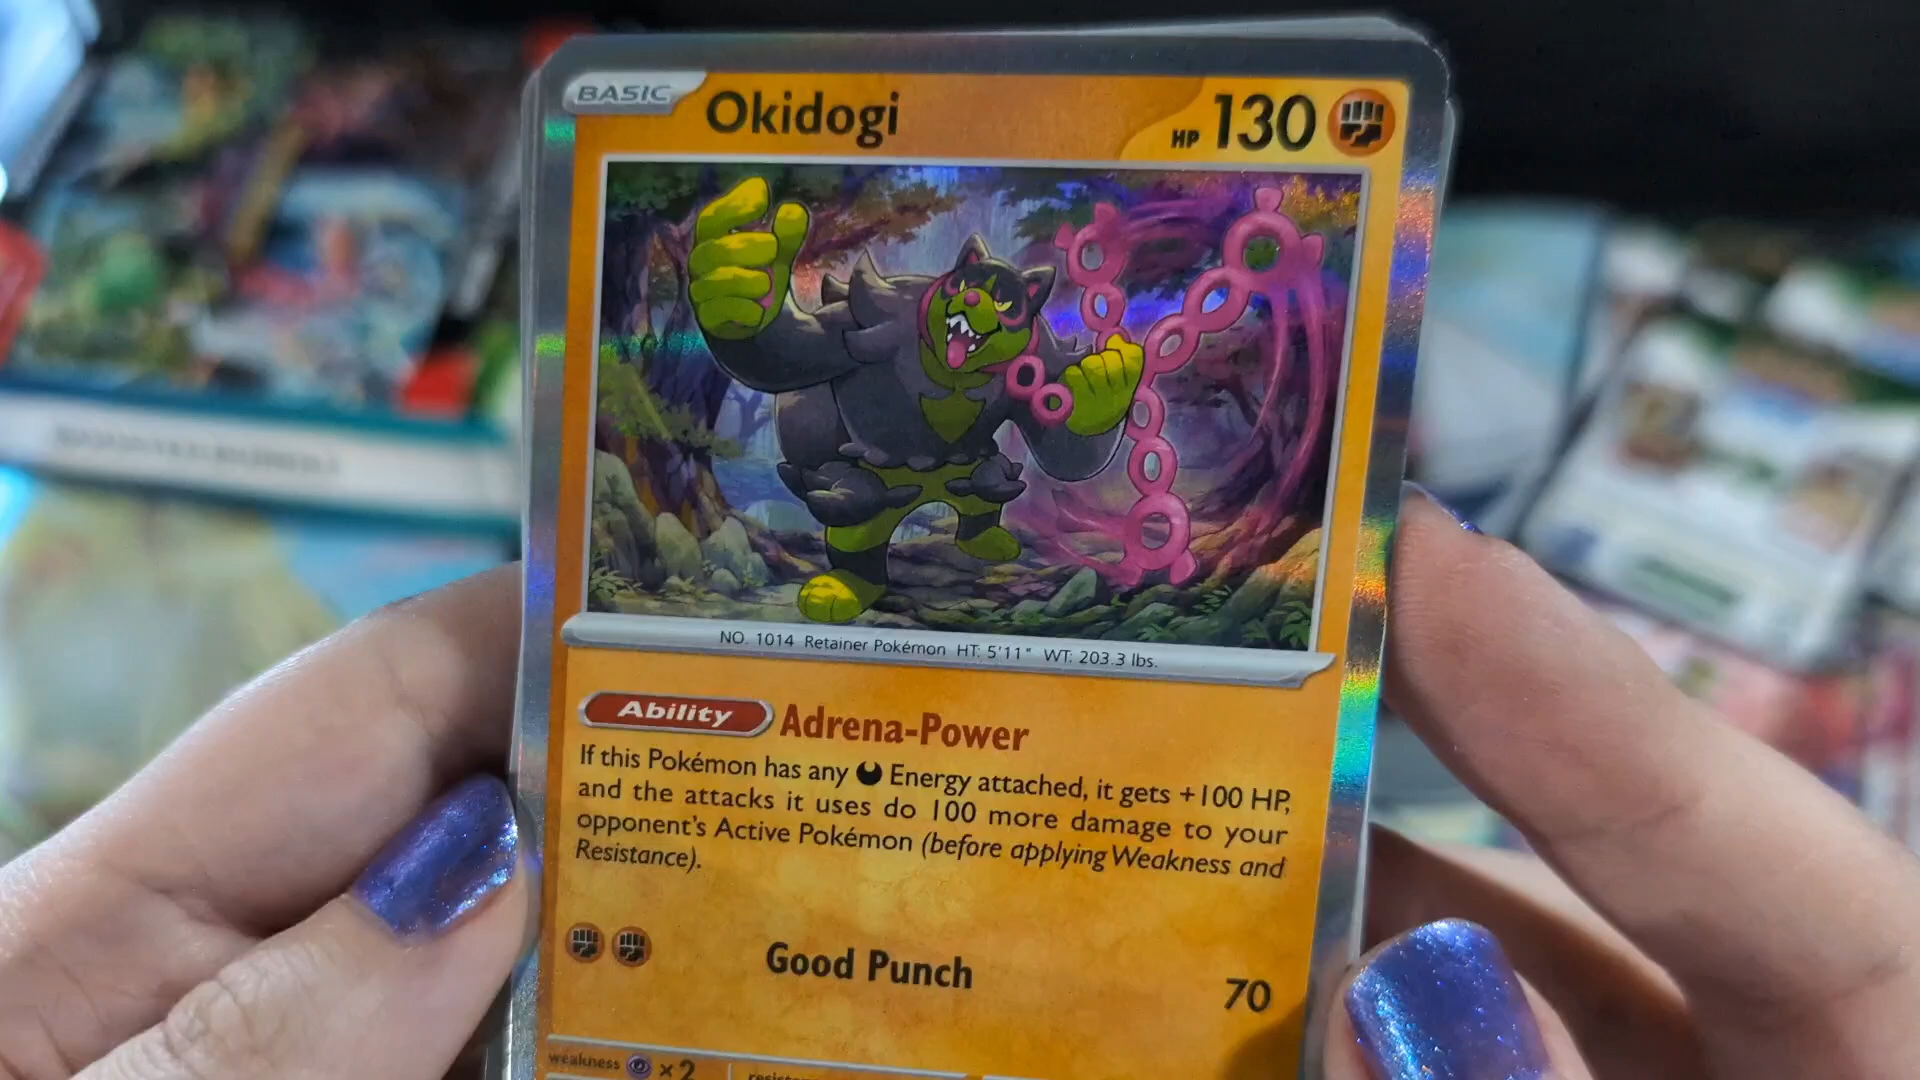 BASIC Okidogi HP 130
NO. 1014 Retainer Pokémon HT: 5'11" WT: 203.3 lbs.
Ability Adrena-Power
If this Pokémon has any Energy attached, it gets +100 HP,
and the attacks it uses do 100 more damage to your
opponent's Active Pokémon (before applying Weakness and
Resistance).
Good Punch 70
weakness ×2